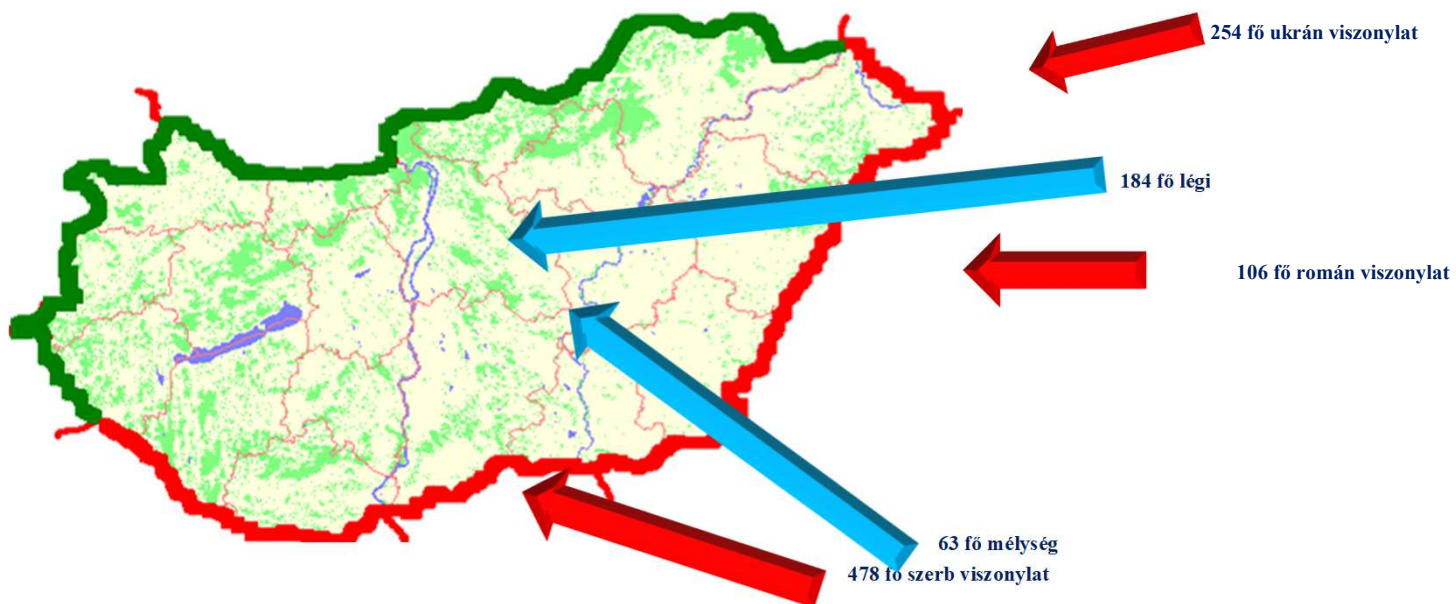 254 fő ukrán viszonylat
184 fő légi
106 fő román viszonylat
63 fő mélység
478 fő szerb viszonylat